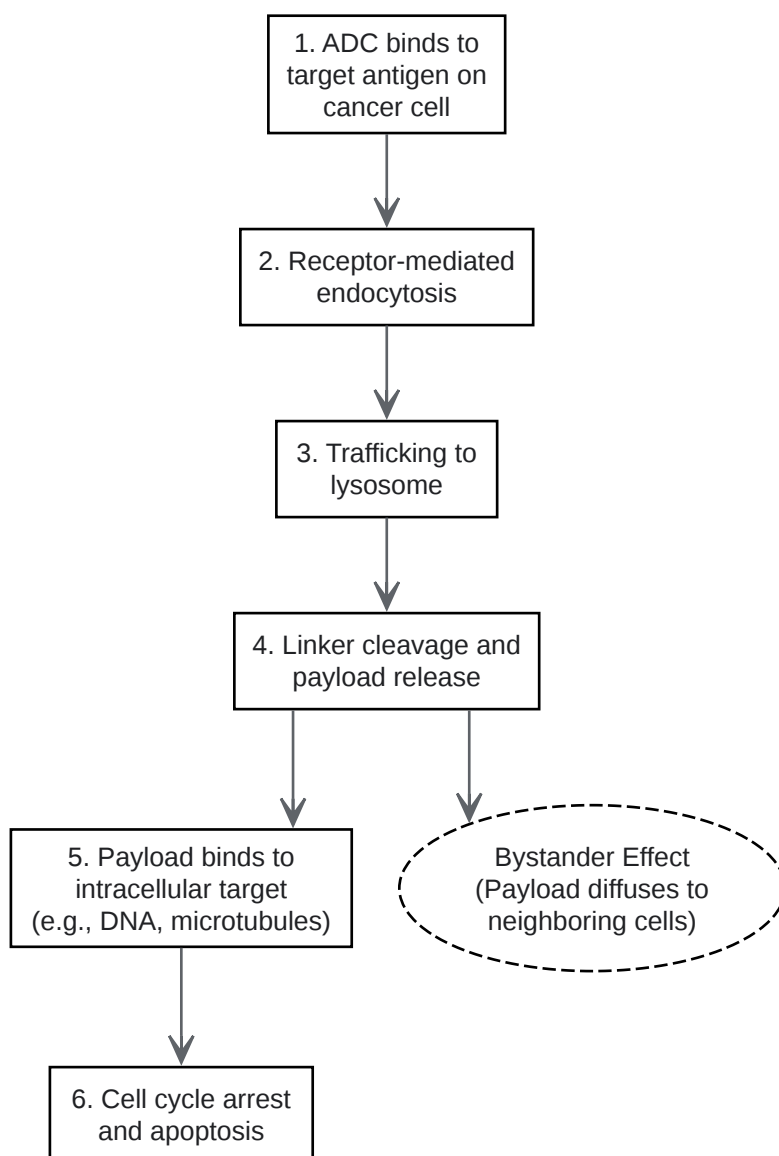 1. ADC binds to
target antigen on
cancer cell
2. Receptor-mediated
endocytosis
3. Trafficking to
lysosome
4. Linker cleavage and
payload release
5. Payload binds to
intracellular target
(e.g., DNA, microtubules)
Bystander Effect
(Payload diffuses to
neighboring cells)
6. Cell cycle arrest
and apoptosis